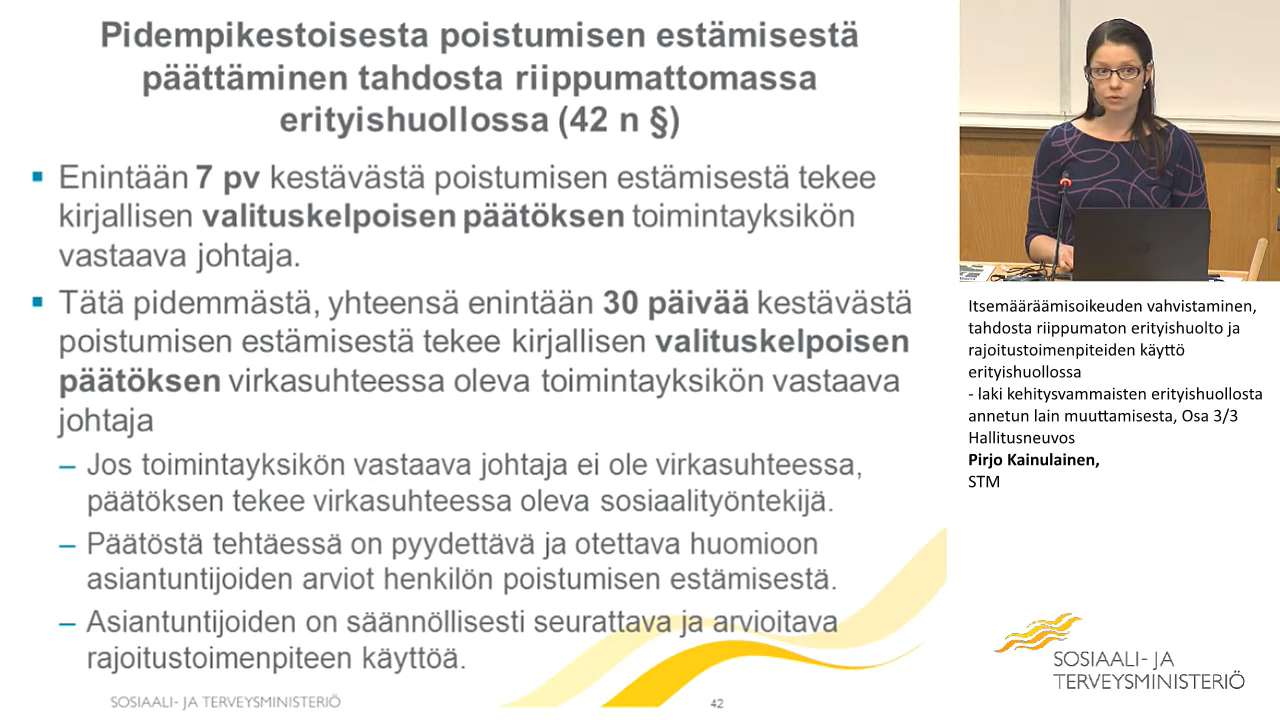 Pidempikestoisesta poistumisen estämisestä
päättäminen tahdosta riippumattomassa
erityishuollossa (42 n §)
▪ Enintään 7 pv kestävästä poistumisen estämisestä tekee
kirjallisen valituskelpoisen päätöksen toimintayksikön
vastaava johtaja.
▪ Tätä pidemmästä, yhteensä enintään 30 päivää kestävästä
poistumisen estämisestä tekee kirjallisen valituskelpoisen
päätöksen virkasuhteessa oleva toimintayksikön vastaava
johtaja
– Jos toimintayksikön vastaava johtaja ei ole virkasuhteessa,
päätöksen tekee virkasuhteessa oleva sosiaalityöntekijä.
– Päätöstä tehtäessä on pyydettävä ja otettava huomioon
asiantuntijoiden arviot henkilön poistumisen estämisestä.
– Asiantuntijoiden on säännöllisesti seurattava ja arvioitava
rajoitustoimenpiteen käyttöä.
SOSIAALI- JA TERVEYSMINISTERIÖ
42
Itsemääräämisoikeuden vahvistaminen,
tahdosta riippumaton erityishuolto ja
rajoitustoimenpiteiden käyttö
erityishuollossa
- laki kehitysvammaisten erityishuollosta
annetun lain muuttamisesta, Osa 3/3
Hallitusneuvos
Pirjo Kainulainen,
STM
SOSIAALI- JA
TERVEYSMINISTERIÖ